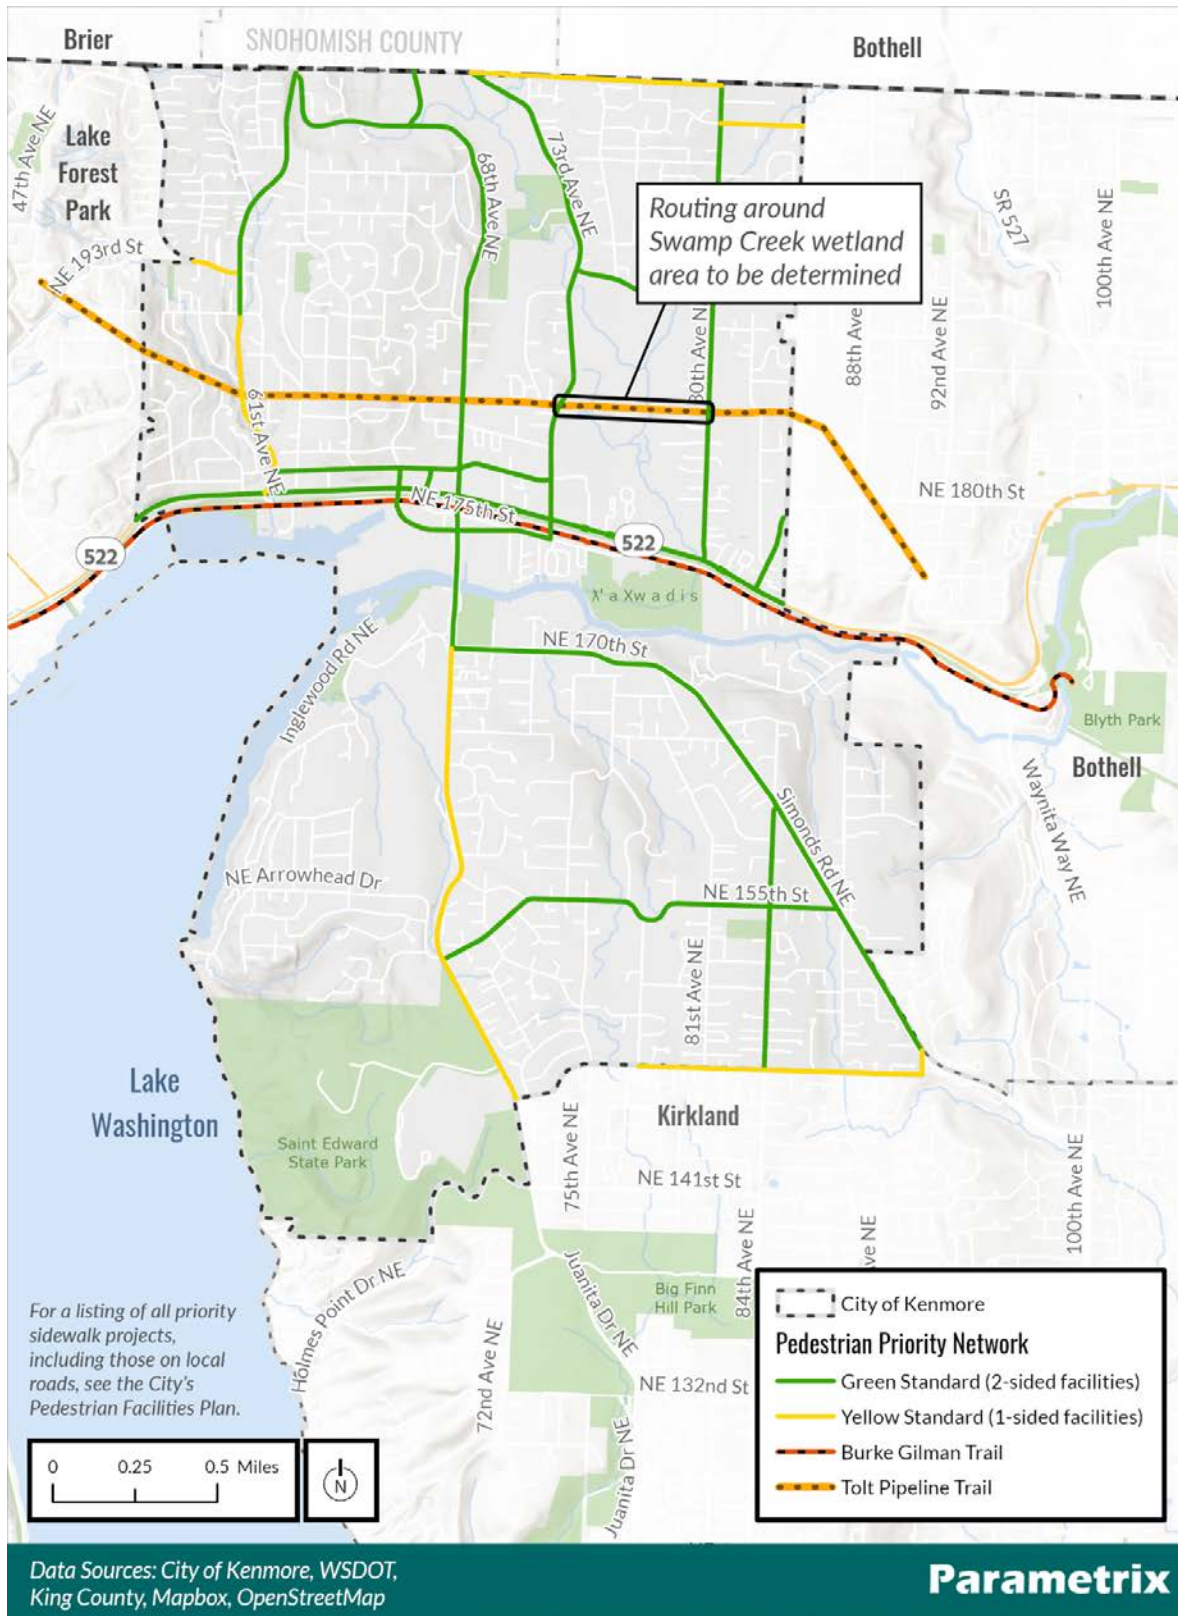 Brier
SNOHOMISH COUNTY
Bothell
47th Ave NE
Lake
Forest
Park
68th Ave NE
73rd Ave NE
Routing around
Swamp Creek wetland
area to be determined
SR 527
100th Ave NE
NE 193rd St
80th Ave N
88th Ave
92nd Ave NE
61st Ave NE
NE 175th St
NE 180th St
522
522
Inglewood Rd NE
NE 170th St
Blyth Park
Bothell
Simonds Rd NE
Waynita Way NE
NE Arrowhead Dr
NE 155th St
81st Ave NE
Lake
Washington
Kirkland
Saint Edward
State Park
75th Ave NE
NE 141st St
100th Ave NE
84th Ave NE
ve NE
Holmes Point Dr NE
Juanita Dr NE
Big Finn
Hill Park
72nd Ave NE
NE 132nd St
Juanita Dr NE
For a listing of all priority
sidewalk projects,
including those on local
roads, see the City's
Pedestrian Facilities Plan.
0 0.25 0.5 Miles
N
City of Kenmore
Pedestrian Priority Network
Green Standard (2-sided facilities)
Yellow Standard (1-sided facilities)
Burke Gilman Trail
Tolt Pipeline Trail
Data Sources: City of Kenmore, WSDOT,
King County, Mapbox, OpenStreetMap
Parametrix